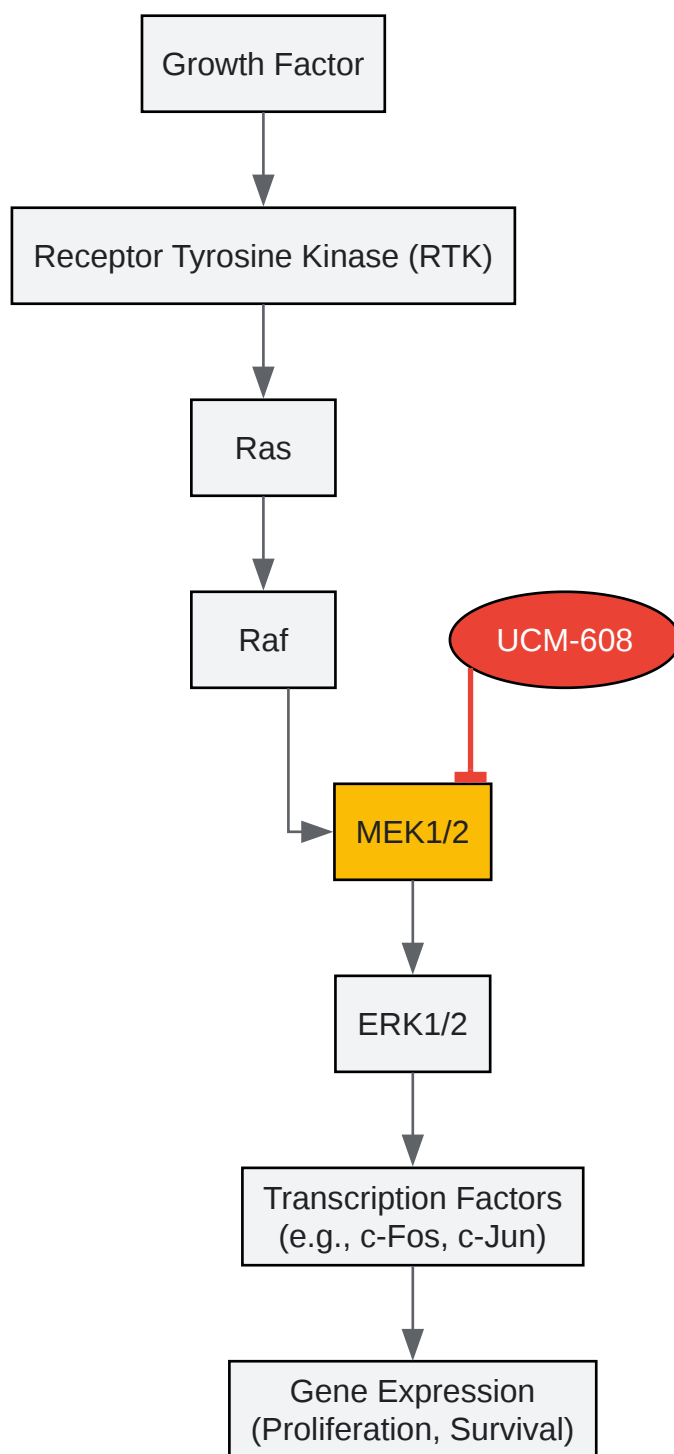 Growth Factor
Receptor Tyrosine Kinase (RTK)
Ras
Raf
UCM-608
MEK1/2
ERK1/2
Transcription Factors
(e.g., c-Fos, c-Jun)
Gene Expression
(Proliferation, Survival)